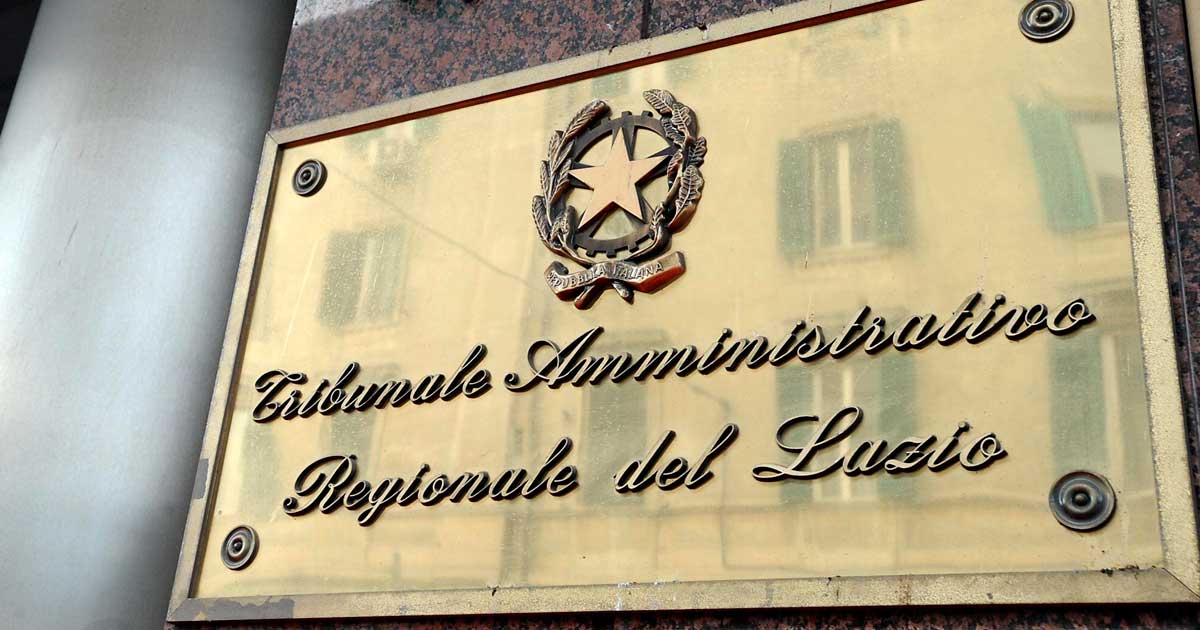 REPUBBLICA ITALIANA
Tribunale Amministrativo
Regionale del Lazio